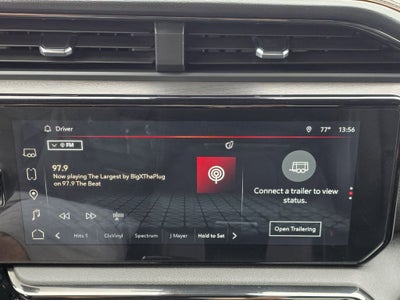 Driver
77° 13:56
FM
97.9
Now playing The Largest by BigXThaPlug
on 97.9 The Beat
Connect a trailer to view
status.
Hits 1 ClsVinyl Spectrum J Mayer Hold to Set
Open Trailering